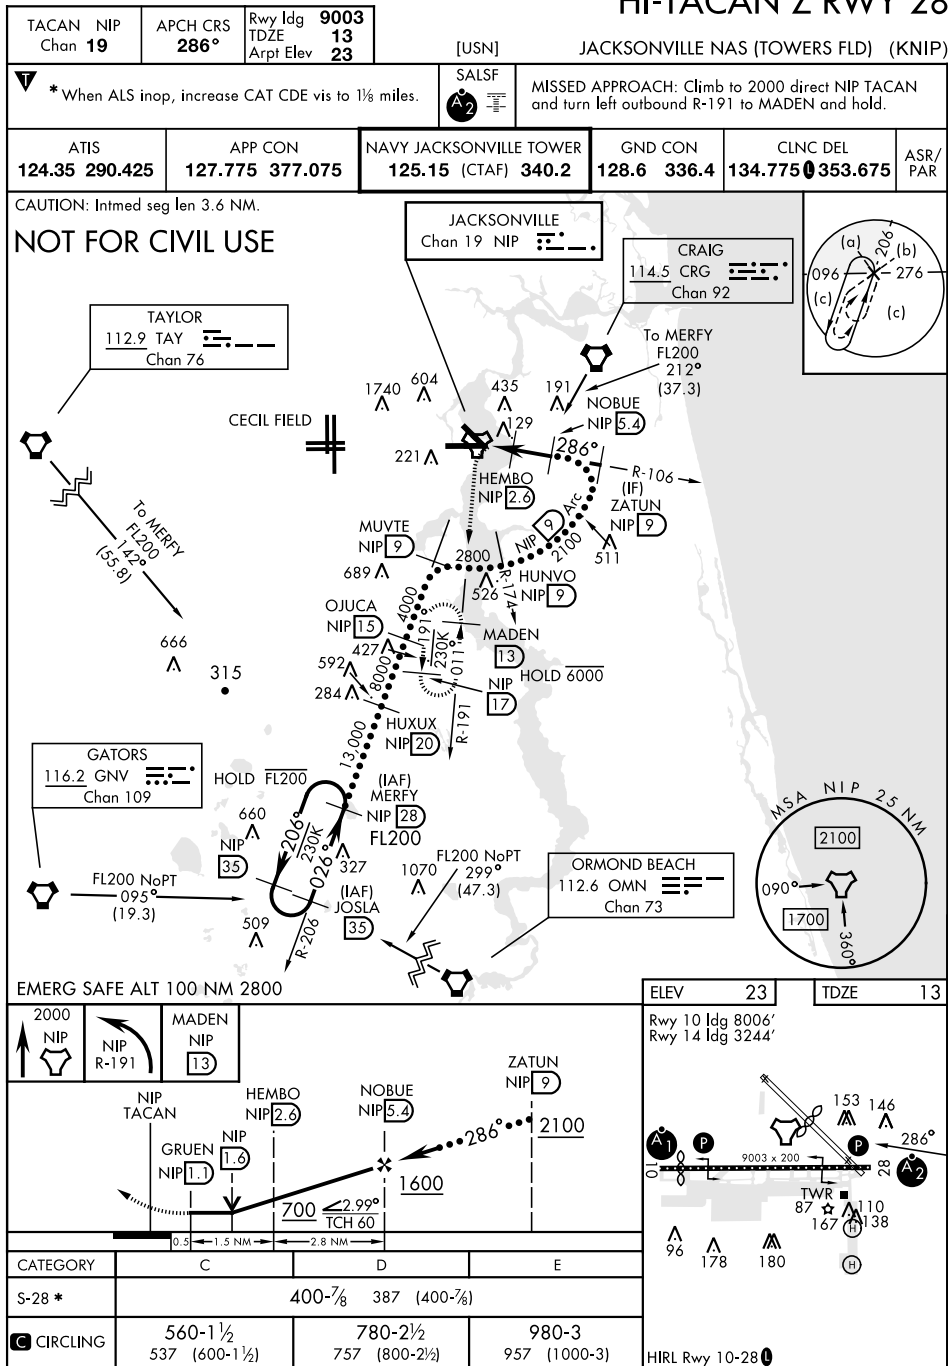 HI-TACAN Z RWY 28
TACAN NIP
Chan 19
APCH CRS
286°
Rwy ldg 9003
TDZE 13
Arpt Elev 23
[USN]
JACKSONVILLE NAS (TOWERS FLD) (KNIP)
T
* When ALS inop, increase CAT CDE vis to 1⅛ miles.
SALSF
A2
MISSED APPROACH: Climb to 2000 direct NIP TACAN
and turn left outbound R-191 to MADEN and hold.
ATIS
124.35 290.425
APP CON
127.775 377.075
NAVY JACKSONVILLE TOWER
125.15 (CTAF) 340.2
GND CON
128.6 336.4
CLNC DEL
134.775 L 353.675
ASR/
PAR
CAUTION: Intmed seg len 3.6 NM.
NOT FOR CIVIL USE
JACKSONVILLE
Chan 19 NIP
CRAIG
114.5 CRG
Chan 92
(a)
206
(b)
096
276
(c)
(c)
TAYLOR
112.9 TAY
Chan 76
To MERFY
FL200
212°
(37.3)
1740
604
435
191
NOBUE
NIP 5.4
CECIL FIELD
129
221
286°
HEMBO
NIP 2.6
R-106
(IF)
ZATUN
NIP 9
To MERFY
FL200
142°
(55.8)
MUVTE
NIP 9
NIP 9 Arc
2100
511
2800
689
526
R-174
HUNVO
NIP 9
4000
OJUCA
NIP 15
191°
230K
011°
MADEN
13
427
HOLD 6000
666
592
8000
315
284
NIP
17
R-191
HUXUX
NIP 20
13,000
GATORS
116.2 GNV
Chan 109
HOLD FL200
(IAF)
MERFY
NIP 28
FL200
MSA NIP 25 NM
2100
090°
1700
360°
660
206°
230K
026°
NIP
35
327
1070
FL200 NoPT
299°
(47.3)
ORMOND BEACH
112.6 OMN
Chan 73
FL200 NoPT
095°
(19.3)
(IAF)
JOSLA
35
509
R-206
EMERG SAFE ALT 100 NM 2800
ELEV 23
TDZE 13
2000
NIP
NIP
R-191
MADEN
NIP
13
Rwy 10 ldg 8006'
Rwy 14 ldg 3244'
NIP
TACAN
GRUEN
NIP 1.1
NIP
1.6
HEMBO
NIP 2.6
NOBUE
NIP 5.4
ZATUN
NIP 9
286°
2100
1600
700
2.99°
TCH 60
0.5
1.5 NM
2.8 NM
153
146
A1
P
P
286°
10
9003 x 200
28
A2
TWR
87
110
167
138
H
96
178
180
H
HIRL Rwy 10-28 L
CATEGORY C D E
S-28 * 400-⅞ 387 (400-⅞)
C CIRCLING
560-1½
537 (600-1½)
780-2½
757 (800-2½)
980-3
957 (1000-3)